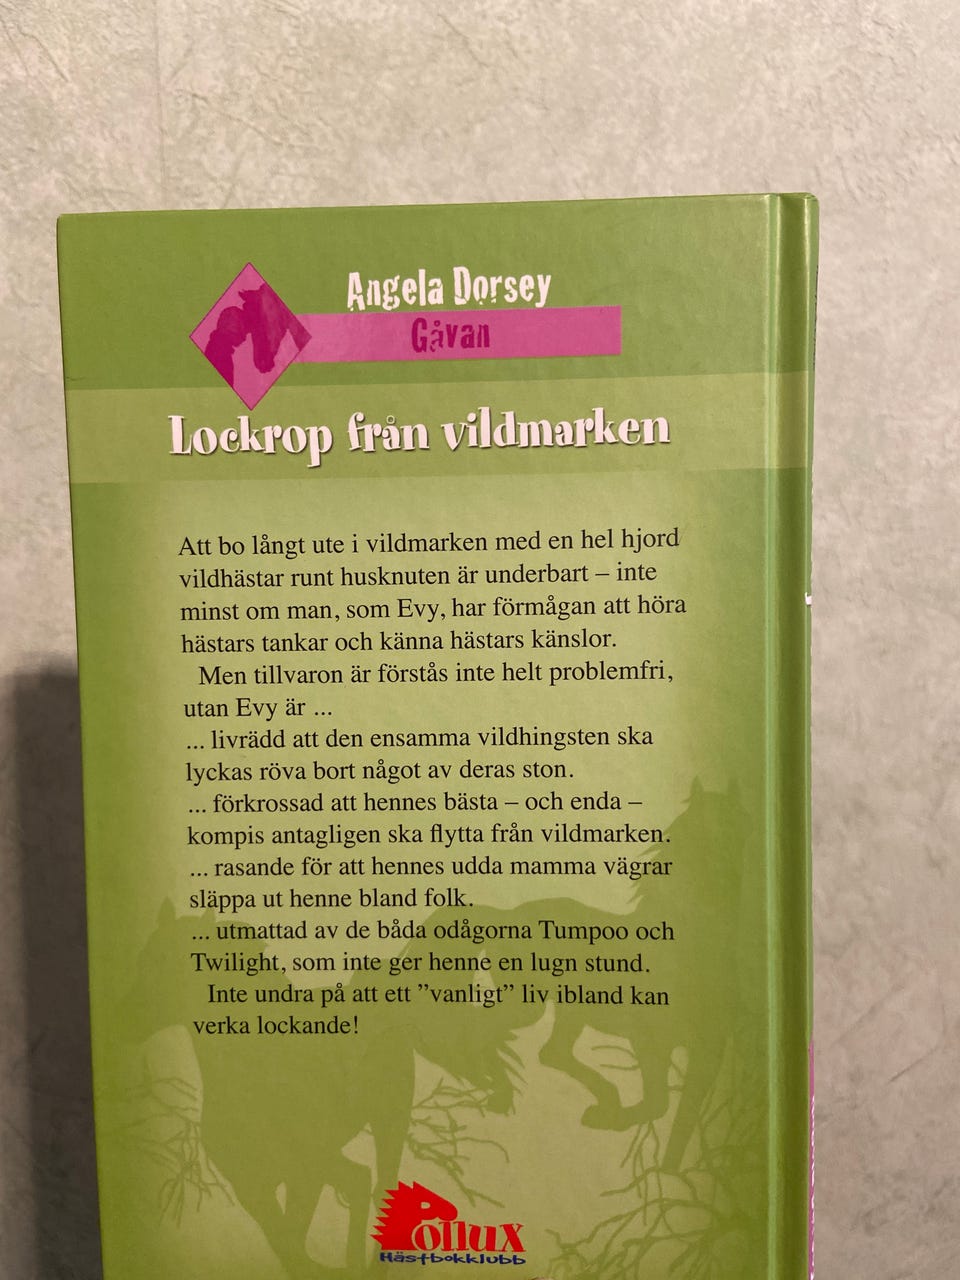 Angela Dorsey
Gåvan
Lockrop från vildmarken
Att bo långt ute i vildmarken med en hel hjord
vildhästar runt husknuten är underbart – inte
minst om man, som Evy, har förmågan att höra
hästars tankar och känna hästars känslor.
Men tillvaron är förstås inte helt problemfri,
utan Evy är ...
... livrädd att den ensamma vildhingsten ska
lyckas röva bort något av deras ston.
... förkrossad att hennes bästa – och enda –
kompis antagligen ska flytta från vildmarken.
... rasande för att hennes udda mamma vägrar
släppa ut henne bland folk.
... utmattad av de båda odågorna Tumpoo och
Twilight, som inte ger henne en lugn stund.
Inte undra på att ett ”vanligt” liv ibland kan
verka lockande!
Pollux
Hästbokklubb